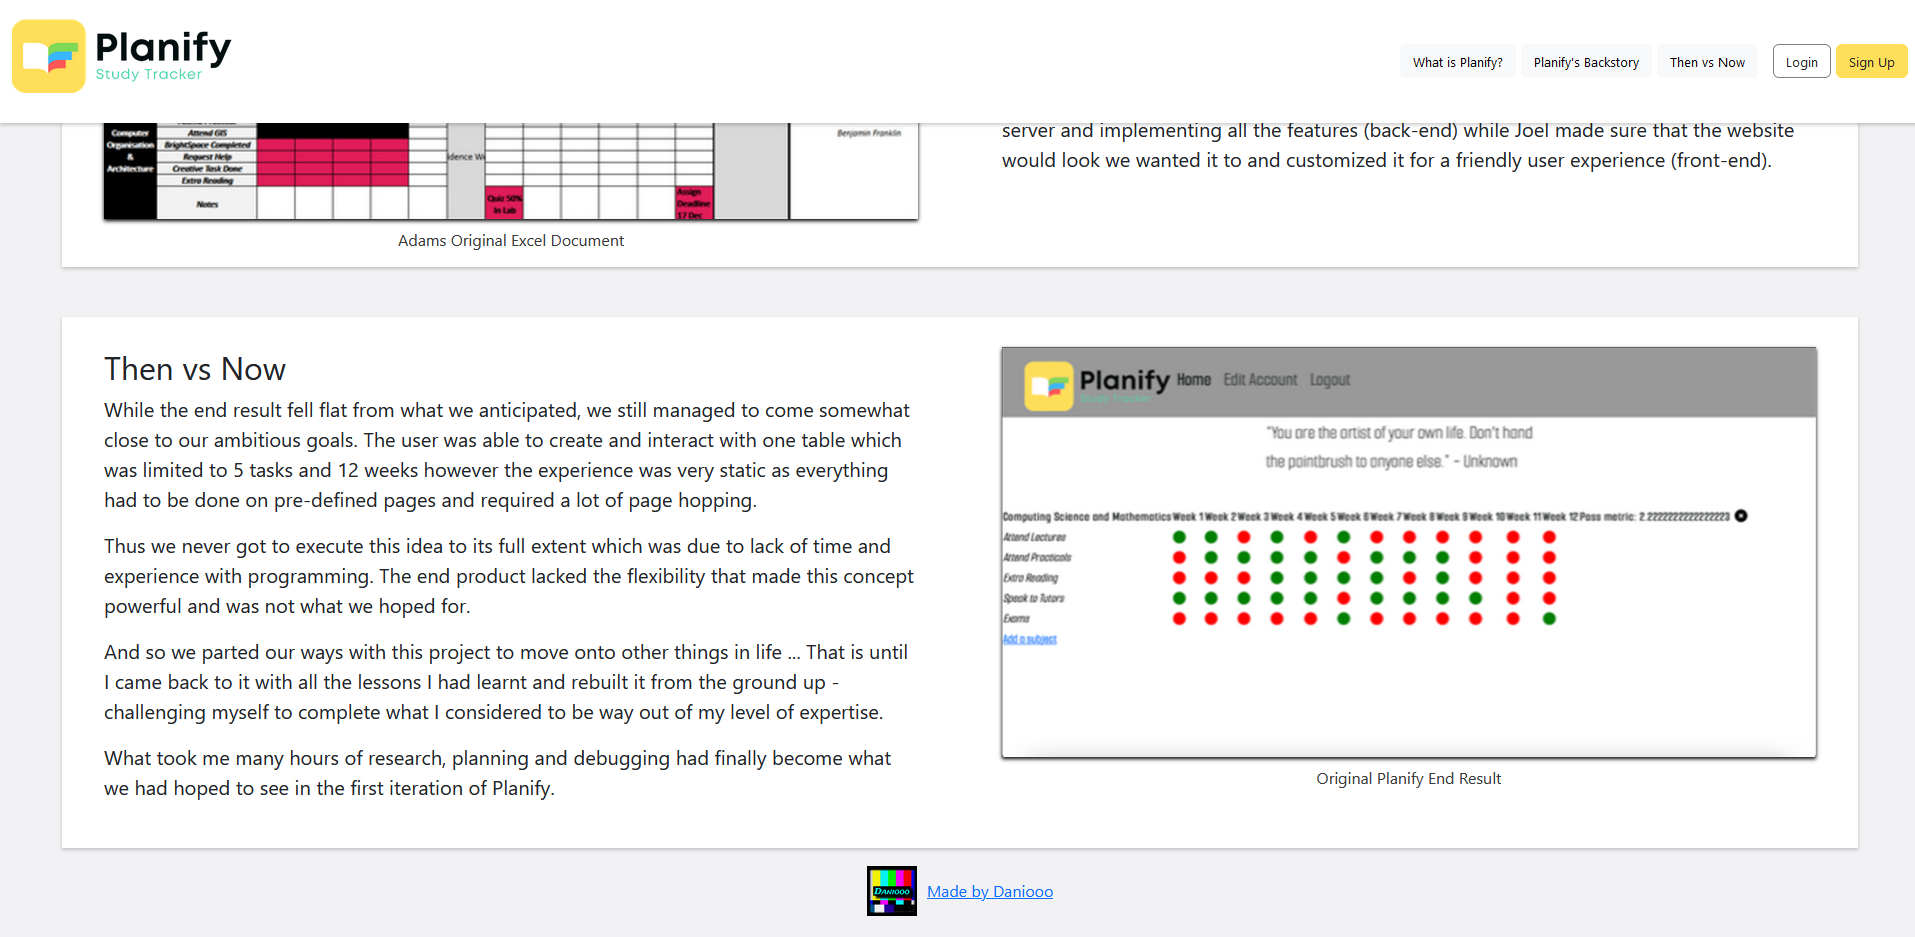 Planify
Study Tracker
What is Planify?
Planify's Backstory
Then vs Now
Login
Sign Up
Computer
Organisation
&
Architecture
Attend GIS
BrightSpace Completed
Request Help
Creative Task Done
Extra Reading
Notes
Quiz 50%
In Lab
Assign
Deadline
17 Dec
Benjamin Franklin
Adams Original Excel Document
server and implementing all the features (back-end) while Joel made sure that the website
would look we wanted it to and customized it for a friendly user experience (front-end).
Then vs Now
While the end result fell flat from what we anticipated, we still managed to come somewhat
close to our ambitious goals. The user was able to create and interact with one table which
was limited to 5 tasks and 12 weeks however the experience was very static as everything
had to be done on pre-defined pages and required a lot of page hopping.
Thus we never got to execute this idea to its full extent which was due to lack of time and
experience with programming. The end product lacked the flexibility that made this concept
powerful and was not what we hoped for.
And so we parted our ways with this project to move onto other things in life ... That is until
I came back to it with all the lessons I had learnt and rebuilt it from the ground up -
challenging myself to complete what I considered to be way out of my level of expertise.
What took me many hours of research, planning and debugging had finally become what
we had hoped to see in the first iteration of Planify.
Planify
Study Tracker
Home Edit Account Logout
"You are the artist of your own life. Don't hand
the paintbrush to anyone else." - Unknown
Computing Science and Mathematics Week 1 Week 2 Week 3 Week 4 Week 5 Week 6 Week 7 Week 8 Week 9 Week 10 Week 11 Week 12 Pass metric: 2.2222222222222223
Attend Lectures
Attend Practicals
Extra Reading
Speak to Tutors
Exams
Add a subject
Original Planify End Result
DANIOOO
Made by Daniooo